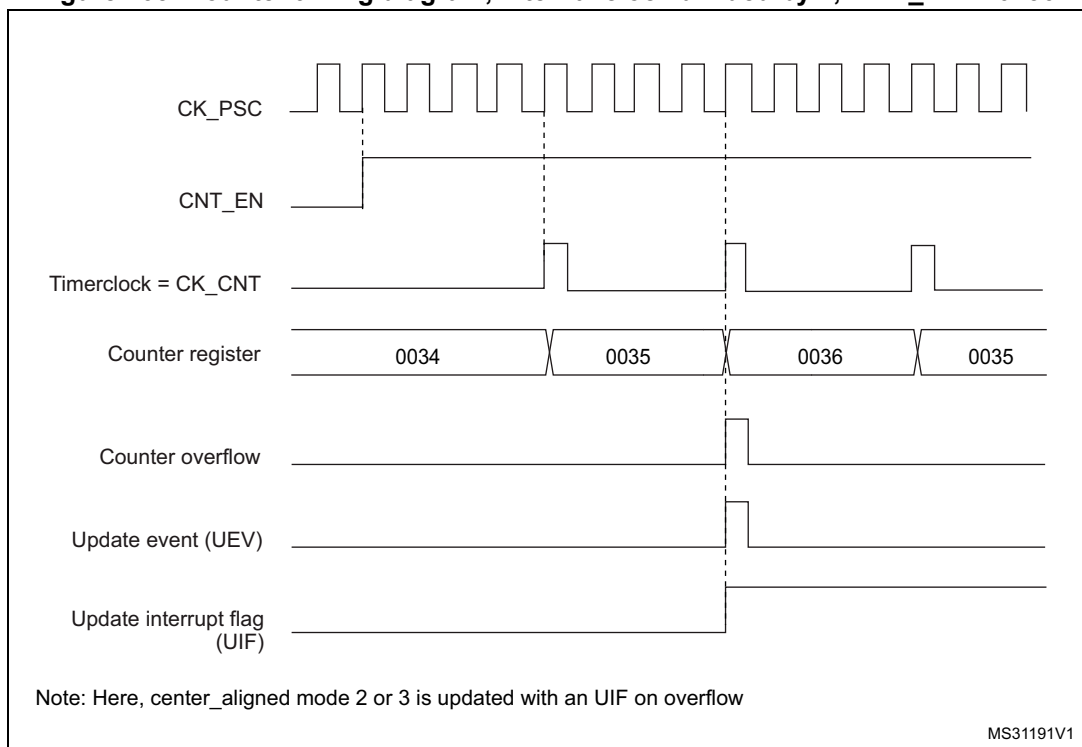 CK_PSC
CNT_EN
Timerclock = CK_CNT
Counter register
0034 0035 0036 0035
Counter overflow
Update event (UEV)
Update interrupt flag
(UIF)
Note: Here, center_aligned mode 2 or 3 is updated with an UIF on overflow
MS31191V1